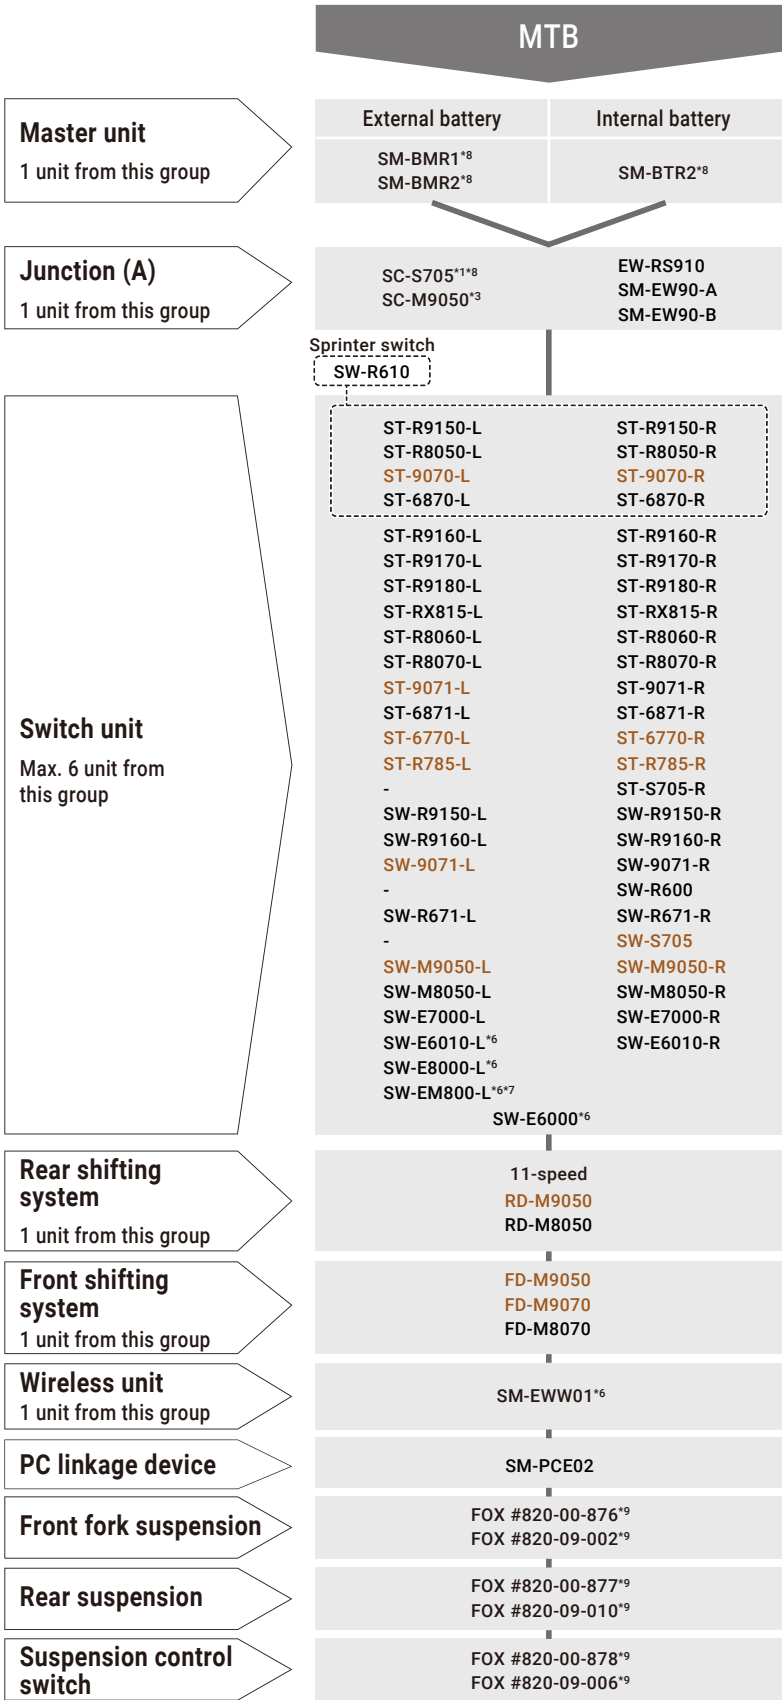 MTB
Master unit
1 unit from this group
External battery
Internal battery
SM-BMR1*8
SM-BMR2*8
SM-BTR2*8
Junction (A)
1 unit from this group
SC-S705*1*8
SC-M9050*3
EW-RS910
SM-EW90-A
SM-EW90-B
Sprinter switch
SW-R610
Switch unit
Max. 6 unit from
this group
ST-R9150-L ST-R9150-R
ST-R8050-L ST-R8050-R
ST-9070-L ST-9070-R
ST-6870-L ST-6870-R
ST-R9160-L ST-R9160-R
ST-R9170-L ST-R9170-R
ST-R9180-L ST-R9180-R
ST-RX815-L ST-RX815-R
ST-R8060-L ST-R8060-R
ST-R8070-L ST-R8070-R
ST-9071-L ST-9071-R
ST-6871-L ST-6871-R
ST-6770-L ST-6770-R
ST-R785-L ST-R785-R
- ST-S705-R
SW-R9150-L SW-R9150-R
SW-R9160-L SW-R9160-R
SW-9071-L SW-9071-R
- SW-R600
SW-R671-L SW-R671-R
- SW-S705
SW-M9050-L SW-M9050-R
SW-M8050-L SW-M8050-R
SW-E7000-L SW-E7000-R
SW-E6010-L*6 SW-E6010-R
SW-E8000-L*6
SW-EM800-L*6*7
SW-E6000*6
Rear shifting
system
1 unit from this group
11-speed
RD-M9050
RD-M8050
Front shifting
system
1 unit from this group
FD-M9050
FD-M9070
FD-M8070
Wireless unit
1 unit from this group
SM-EWW01*6
PC linkage device
SM-PCE02
Front fork suspension
FOX #820-00-876*9
FOX #820-09-002*9
Rear suspension
FOX #820-00-877*9
FOX #820-09-010*9
Suspension control
switch
FOX #820-00-878*9
FOX #820-09-006*9